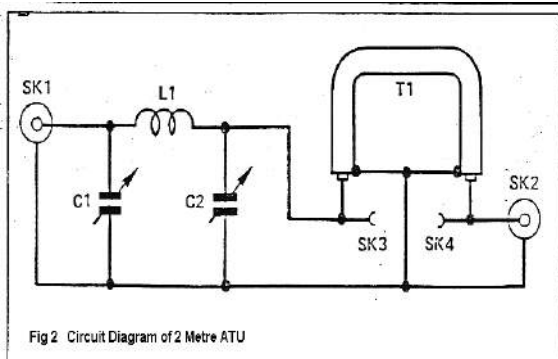 SK1
L1
T1
C1
C2
SK2
SK3
SK4
Fig 2 Circuit Diagram of 2 Metre ATU